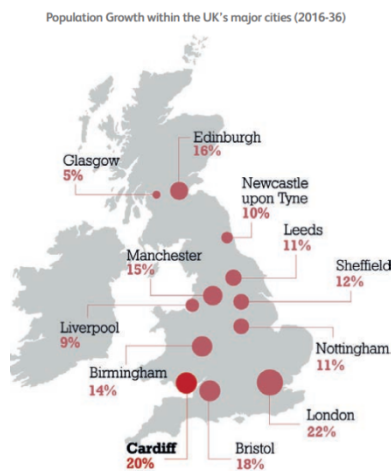 Population Growth within the UK's major cities (2016-36)
Edinburgh
16%
Glasgow
5%
Newcastle
upon Tyne
10%
Leeds
11%
Manchester
15%
Sheffield
12%
Liverpool
9%
Nottingham
11%
Birmingham
14%
London
22%
Cardiff
20%
Bristol
18%